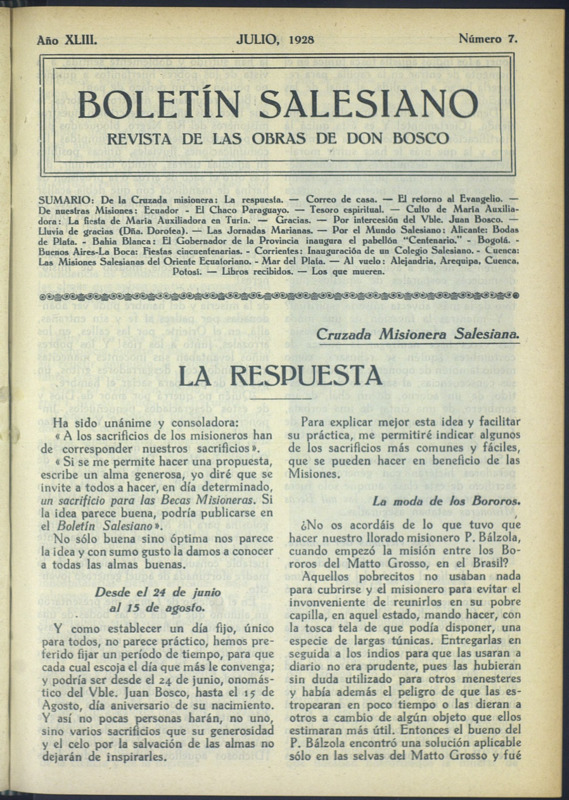 Año XLIII. JULIO, 1928 Número 7.
BOLETÍN SALESIANO
REVISTA DE LAS OBRAS DE DON BOSCO
SUMARIO: De la Cruzada misionera: La respuesta. — Correo de casa. — El retorno al Evangelio. —
De nuestras Misiones: Ecuador - El Chaco Paraguayo. — Tesoro espiritual. — Culto de María Auxilia-
dora: La fiesta de María Auxiliadora en Turín. — Gracias. — Por intercesión del Vble. Juan Bosco. —
Lluvia de gracias (Dña. Dorotea). — Las Jornadas Marianas. — Por el Mundo Salesiano: Alicante: Bodas
de Plata. - Bahia Blanca: El Gobernador de la Provincia inaugura el pabellón "Centenario." - Bogotá. -
Buenos Aires-La Boca: Fiestas cincuentenarias. - Corrientes: Inauguración de un Colegio Salesiano. - Cuenca:
Las Misiones Salesianas del Oriente Ecuatoriano. - Mar del Plata. — Al vuelo: Alejandria, Arequipa, Cuenca,
Potosi. — Libros recibidos. — Los que mueren.
Cruzada Misionera Salesiana.
LA RESPUESTA
Ha sido unánime y consoladora:
« A los sacrificios de los misioneros han
de corresponder nuestros sacrificios ».
« Si se me permite hacer una propuesta,
escribe un alma generosa, yo diré que se
invite a todos a hacer, en día determinado,
un sacrificio para las Becas Misioneras. Si
la idea parece buena, podría publicarse en
el Boletín Salesiano ».
No sólo buena sino óptima nos parece
la idea y con sumo gusto la damos a conocer
a todas las almas buenas.
Desde el 24 de junio
al 15 de agosto.
Y como establecer un día fijo, único
para todos, no parece práctico, hemos pre-
ferido fijar un período de tiempo, para que
cada cual escoja el día que más le convenga;
y podría ser desde el 24 de junio, onomás-
tico del Vble. Juan Bosco, hasta el 15 de
Agosto, día aniversario de su nacimiento.
Y así no pocas personas harán, no uno,
sino varios sacrificios que su generosidad
y el celo por la salvación de las almas no
dejarán de inspirarles.
Para explicar mejor esta idea y facilitar
su práctica, me permitiré indicar algunos
de los sacrificios más comunes y fáciles,
que se pueden hacer en beneficio de las
Misiones.
La moda de los Bororos.
¿No os acordáis de lo que tuvo que
hacer nuestro llorado misionero P. Bálzola,
cuando empezó la misión entre los Bo-
roros del Matto Grosso, en el Brasil?
Aquellos pobrecitos no usaban nada
para cubrirse y el misionero para evitar el
invonveniente de reunirlos en su pobre
capilla, en aquel estado, mando hacer, con
la tosca tela de que podía disponer, una
especie de largas túnicas. Entregarlas en
seguida a los indios para que las usaran a
diario no era prudente, pues las hubieran
sin duda utilizado para otros menesteres
y había además el peligro de que las es-
tropearan en poco tiempo o las dieran a
otros a cambio de algún objeto que ellos
estimaran más útil. Entonces el bueno del
P. Bálzola encontró una solución aplicable
sólo en las selvas del Matto Grosso y fué